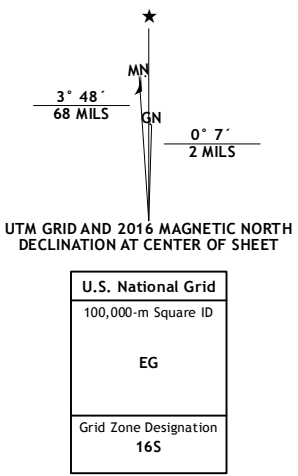 ★
MN
3° 48´
68 MILS
GN
0° 7´
2 MILS
UTM GRID AND 2016 MAGNETIC NORTH
DECLINATION AT CENTER OF SHEET
U.S. National Grid
100,000-m Square ID
EG
Grid Zone Designation
16S